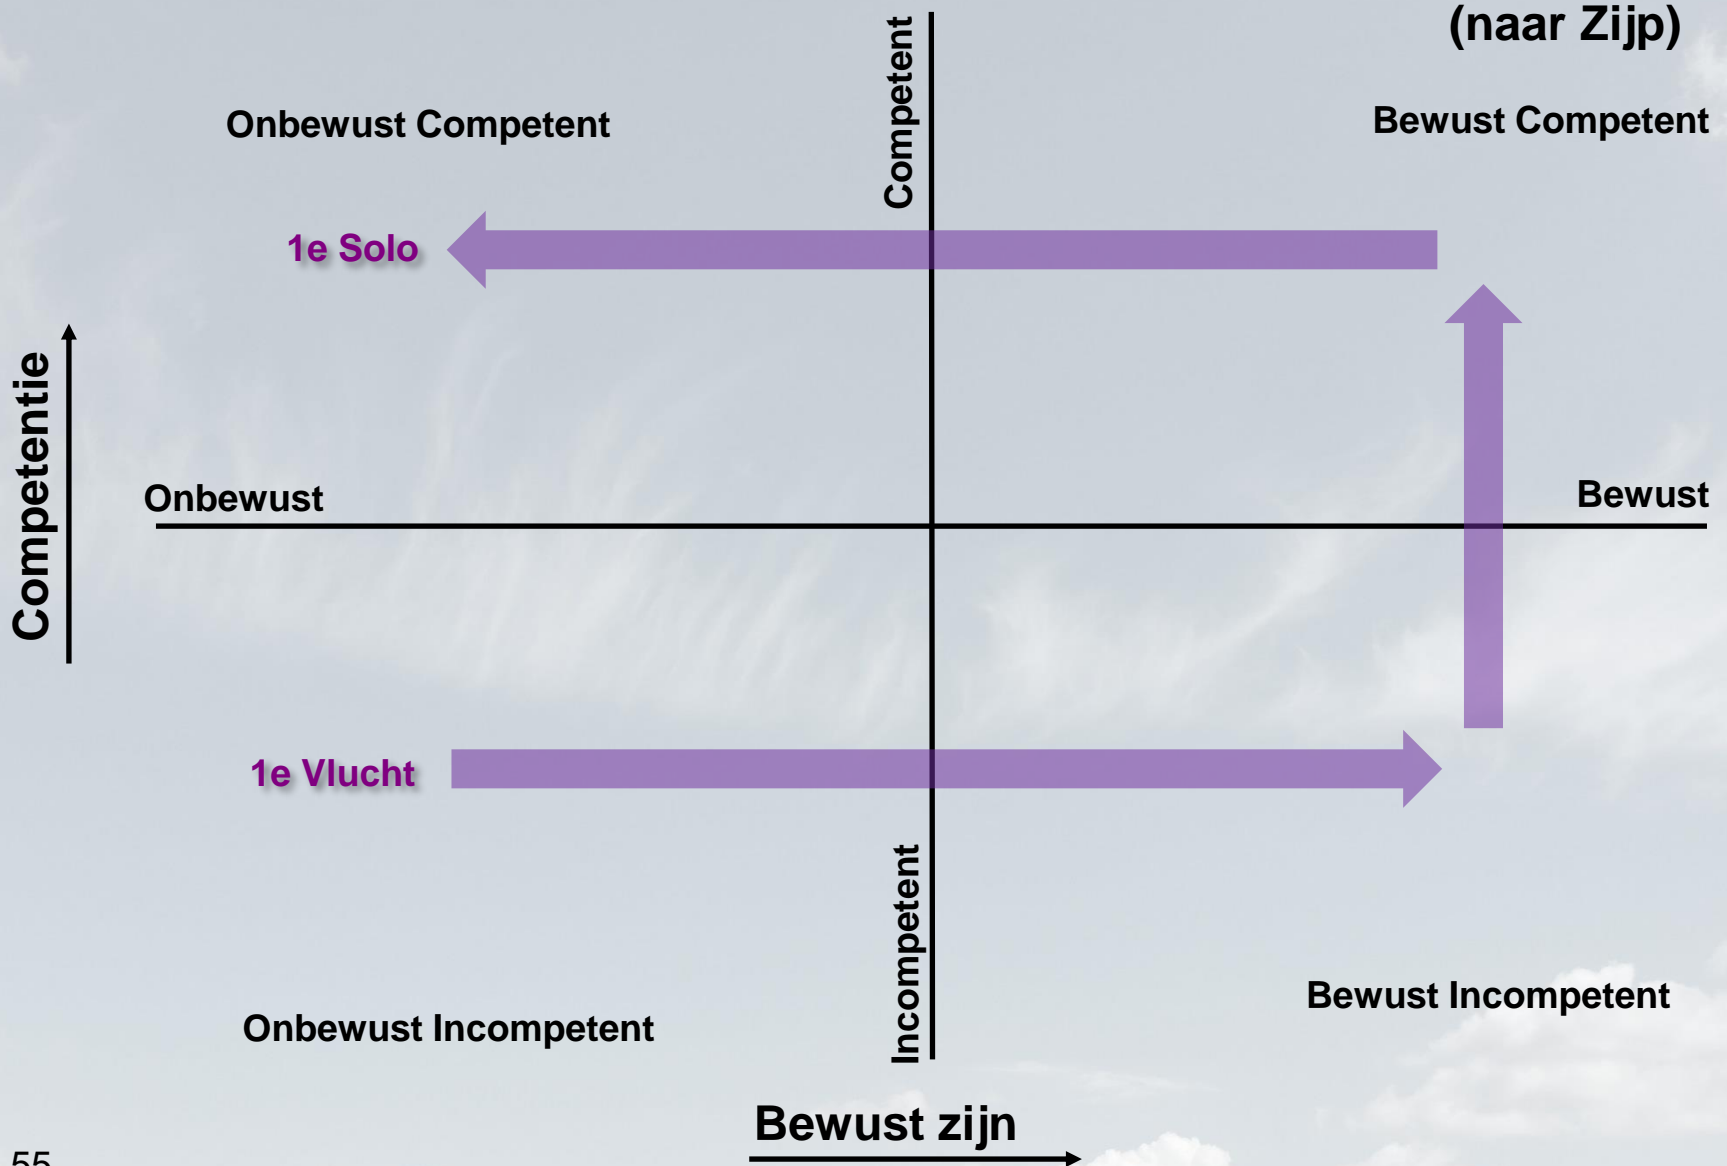 (naar Zijp)
Competent
Onbewust Competent
Bewust Competent
1e Solo
Competentie
Onbewust
Bewust
1e Vlucht
Incompetent
Bewust Incompetent
Onbewust Incompetent
Bewust zijn
55